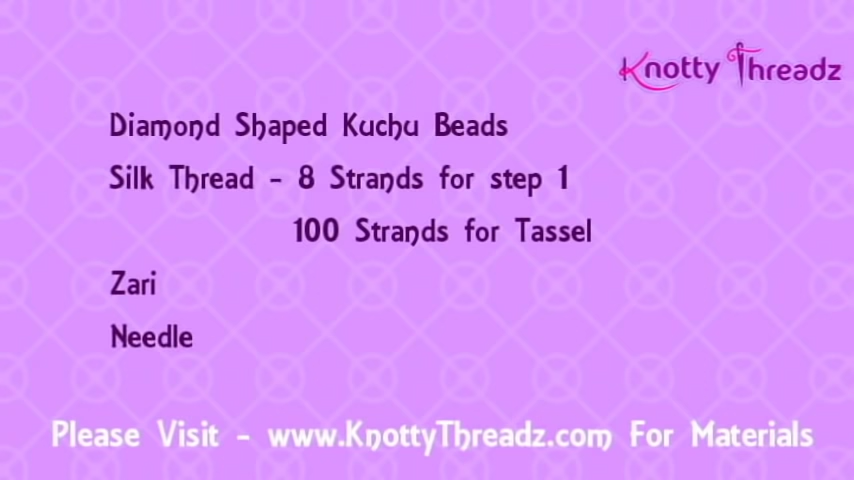 Knotty Threadz
Diamond Shaped Kuchu Beads
Silk Thread - 8 Strands for step 1
100 Strands for Tassel
Zari
Needle
Please Visit - www.KnottyThreadz.com For Materials